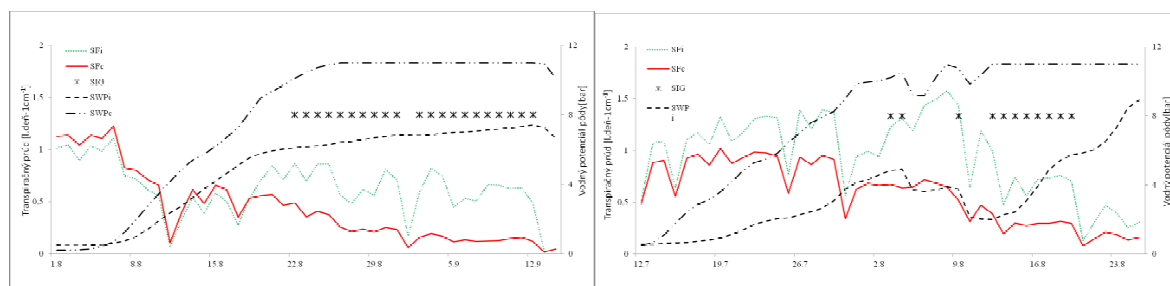 2
1.5
1
0.5
0
Transpiračný prúd [L·deň-1cm⁻¹]
SFi
SFc
SIG
SWPi
SWPc
12
8
4
0
Vodný potenciál pôdy[bar]
1.8
8.8
15.8
22.8
29.8
5.9
12.9
2
1.5
1
0.5
0
Transpiračný prúd [L·deň-1cm⁻¹]
SFi
SFc
SIG
SWP
i
12
8
4
0
Vodný potenciál pôdy[bar]
12.7
19.7
26.7
2.8
9.8
16.8
23.8